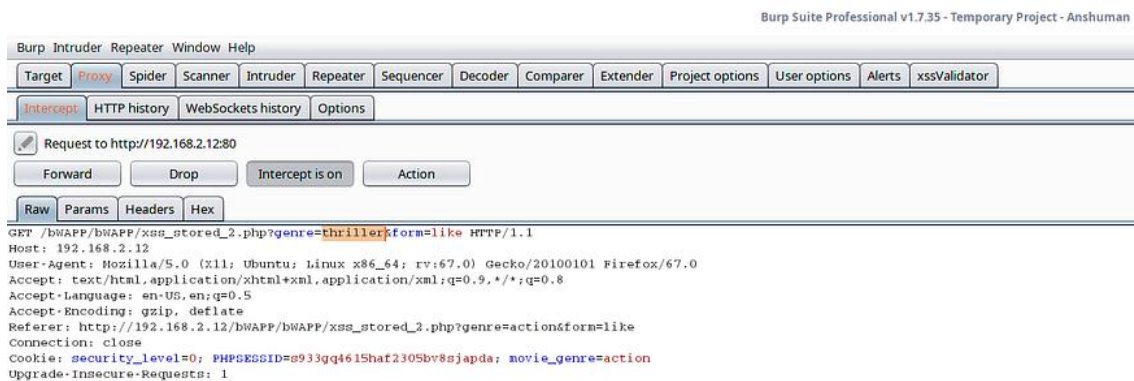 Burp Suite Professional v1.7.35 - Temporary Project - Anshuman
Burp Intruder Repeater Window Help
Target Proxy Spider Scanner Intruder Repeater Sequencer Decoder Comparer Extender Project options User options Alerts xssValidator
Intercept HTTP history WebSockets history Options
Request to http://192.168.2.12:80
Forward Drop Intercept is on Action
Raw Params Headers Hex
GET /bWAPP/bWAPP/xss_stored_2.php?genre=thriller&form=like HTTP/1.1
Host: 192.168.2.12
User-Agent: Mozilla/5.0 (X11; Ubuntu; Linux x86_64; rv:67.0) Gecko/20100101 Firefox/67.0
Accept: text/html,application/xhtml+xml,application/xml;q=0.9,*/*;q=0.8
Accept-Language: en-US,en;q=0.5
Accept-Encoding: gzip, deflate
Referer: http://192.168.2.12/bWAPP/bWAPP/xss_stored_2.php?genre=action&form=like
Connection: close
Cookie: security_level=0; PHPSESSID=s933gq4615haf2305bv8sjapda; movie_genre=action
Upgrade-Insecure-Requests: 1